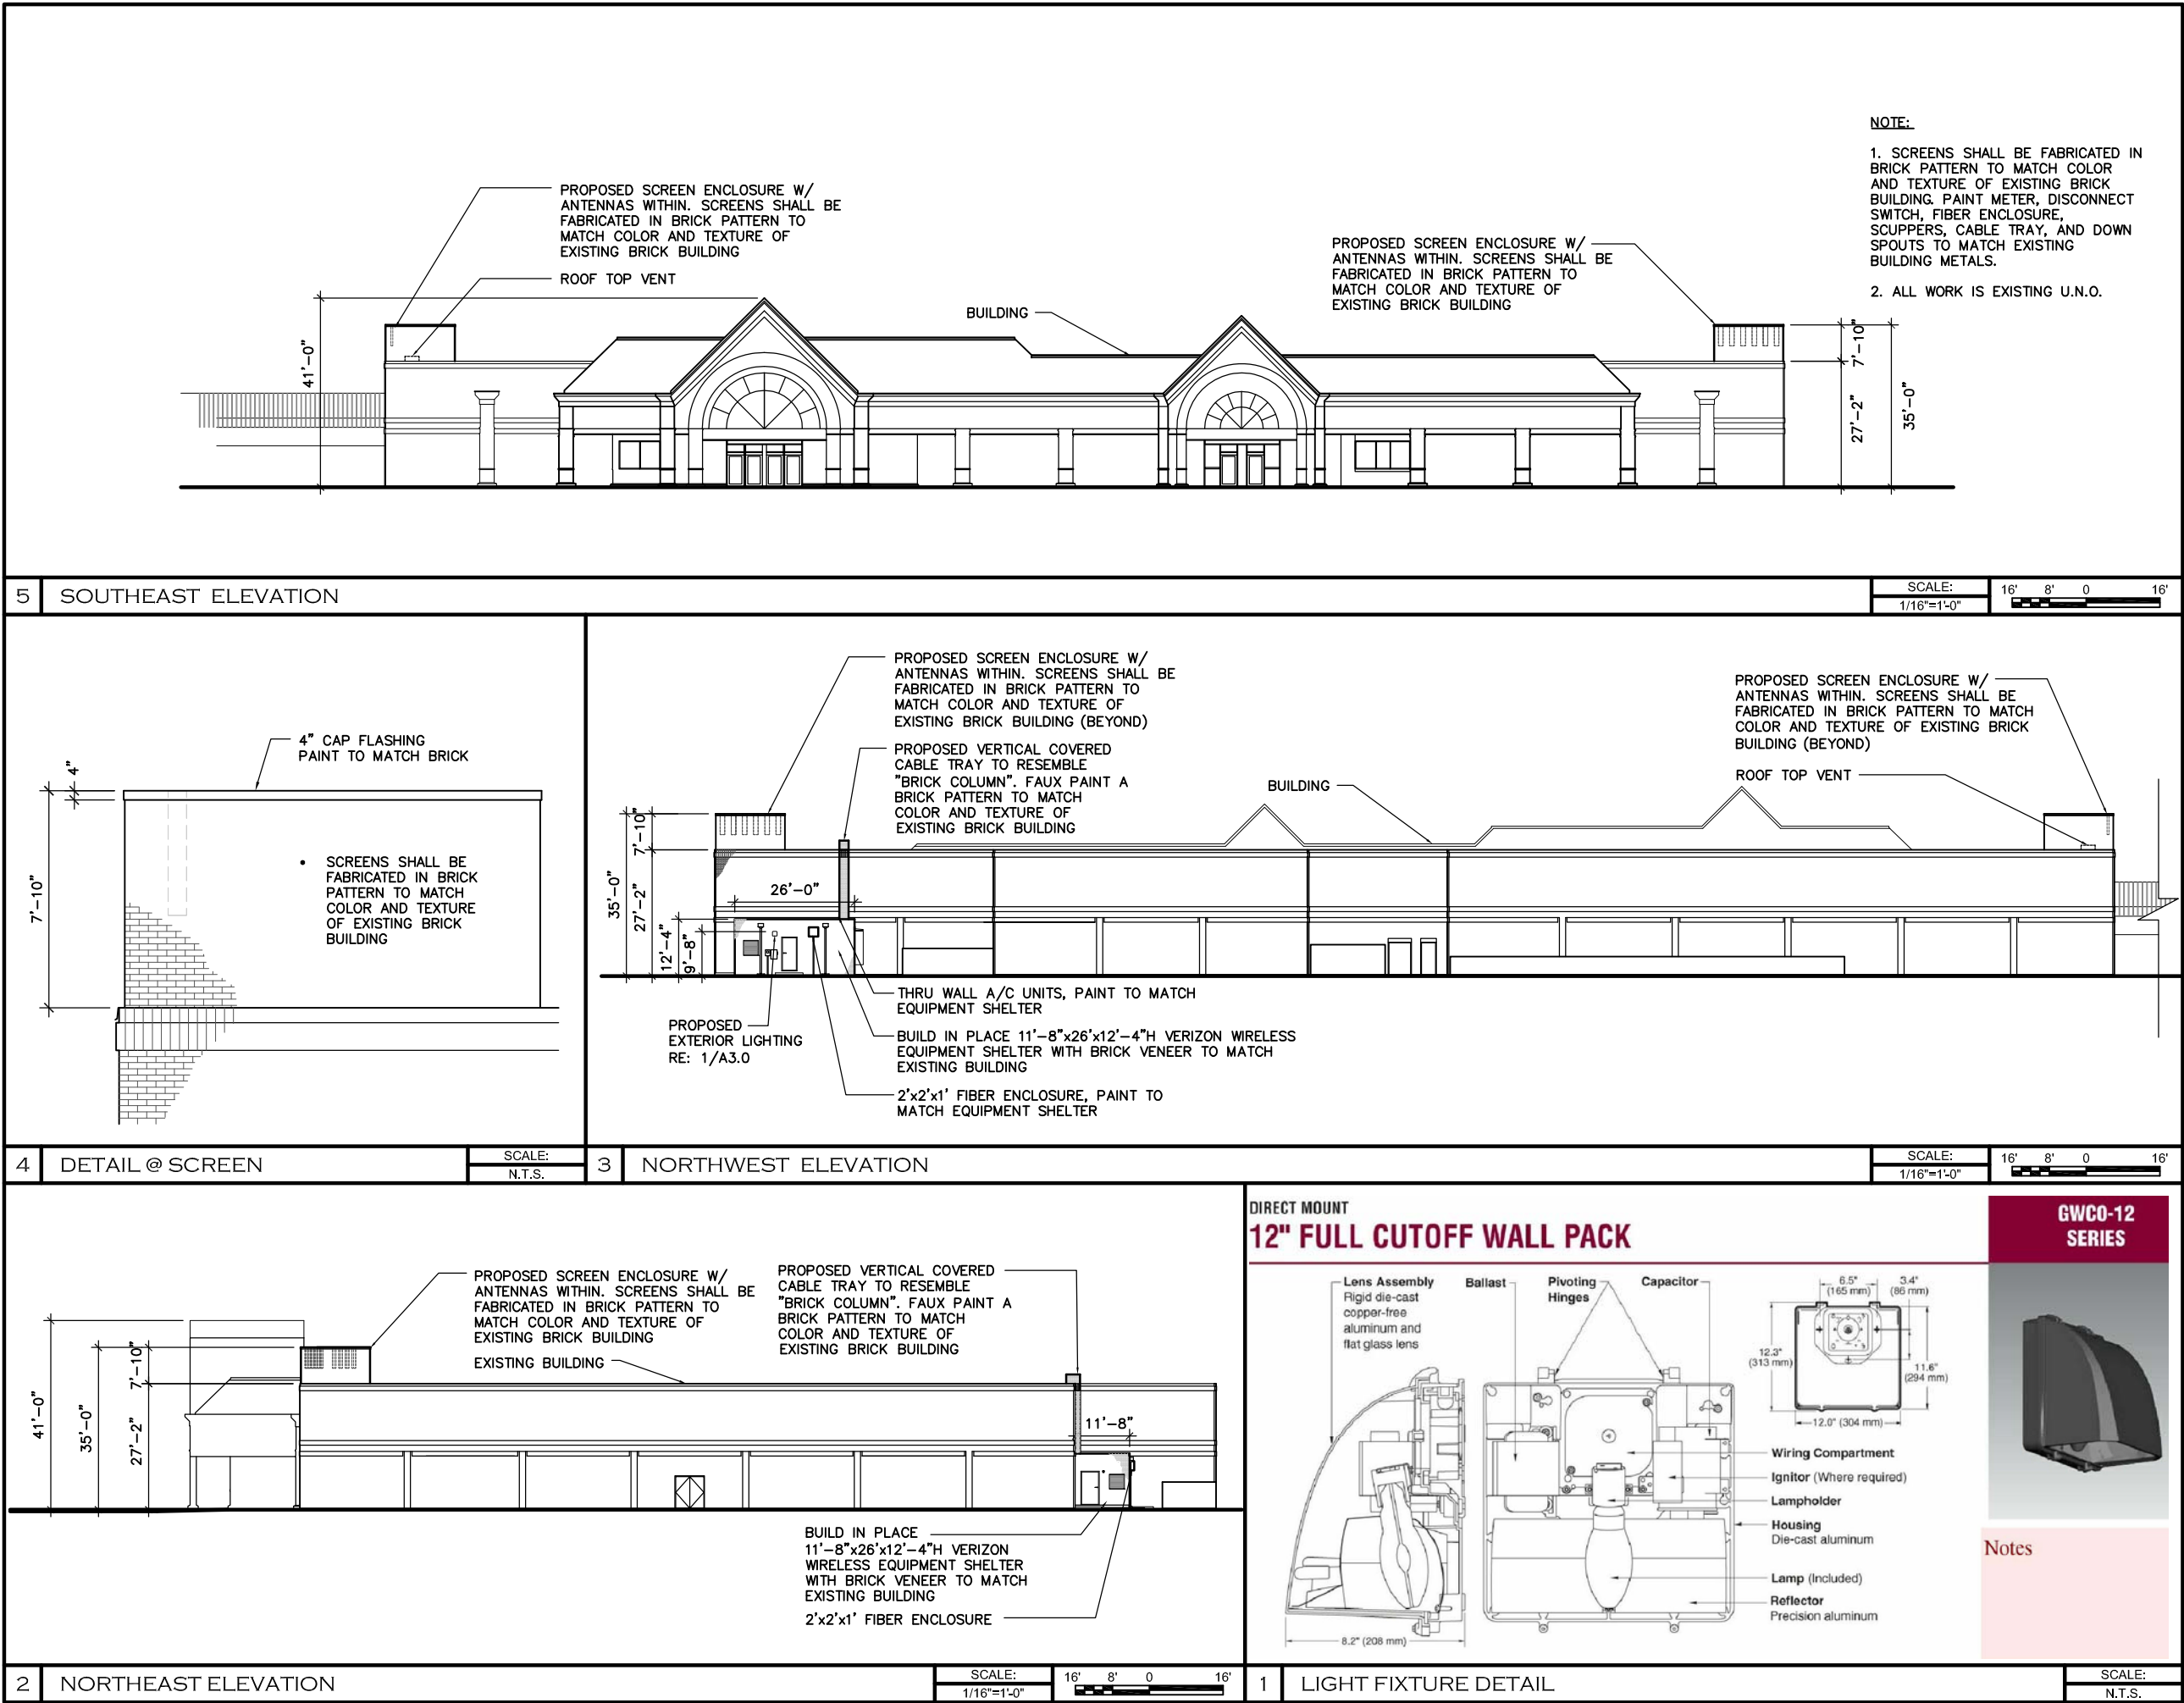 PROPOSED SCREEN ENCLOSURE W/
ANTENNAS WITHIN. SCREENS SHALL BE
FABRICATED IN BRICK PATTERN TO
MATCH COLOR AND TEXTURE OF
EXISTING BRICK BUILDING
ROOF TOP VENT
41'-0"
BUILDING
PROPOSED SCREEN ENCLOSURE W/
ANTENNAS WITHIN. SCREENS SHALL BE
FABRICATED IN BRICK PATTERN TO
MATCH COLOR AND TEXTURE OF
EXISTING BRICK BUILDING
7'-10"
27'-2"
35'-0"
NOTE:
1. SCREENS SHALL BE FABRICATED IN
BRICK PATTERN TO MATCH COLOR
AND TEXTURE OF EXISTING BRICK
BUILDING. PAINT METER, DISCONNECT
SWITCH, FIBER ENCLOSURE,
SCUPPERS, CABLE TRAY, AND DOWN
SPOUTS TO MATCH EXISTING
BUILDING METALS.
2. ALL WORK IS EXISTING U.N.O.
5 SOUTHEAST ELEVATION
SCALE:
1/16"=1'-0"
16' 8' 0 16'
4" CAP FLASHING
PAINT TO MATCH BRICK
4"
7'-10"
• SCREENS SHALL BE
FABRICATED IN BRICK
PATTERN TO MATCH
COLOR AND TEXTURE
OF EXISTING BRICK
BUILDING
4 DETAIL @ SCREEN
SCALE:
N.T.S.
PROPOSED SCREEN ENCLOSURE W/
ANTENNAS WITHIN. SCREENS SHALL BE
FABRICATED IN BRICK PATTERN TO
MATCH COLOR AND TEXTURE OF
EXISTING BRICK BUILDING (BEYOND)
PROPOSED VERTICAL COVERED
CABLE TRAY TO RESEMBLE
"BRICK COLUMN". FAUX PAINT A
BRICK PATTERN TO MATCH
COLOR AND TEXTURE OF
EXISTING BRICK BUILDING
BUILDING
PROPOSED SCREEN ENCLOSURE W/
ANTENNAS WITHIN. SCREENS SHALL BE
FABRICATED IN BRICK PATTERN TO MATCH
COLOR AND TEXTURE OF EXISTING BRICK
BUILDING (BEYOND)
ROOF TOP VENT
35'-0"
7'-10"
27'-2"
12'-4"
9'-8"
26'-0"
PROPOSED
EXTERIOR LIGHTING
RE: 1/A3.0
THRU WALL A/C UNITS, PAINT TO MATCH
EQUIPMENT SHELTER
BUILD IN PLACE 11'-8"x26'x12'-4"H VERIZON WIRELESS
EQUIPMENT SHELTER WITH BRICK VENEER TO MATCH
EXISTING BUILDING
2'x2'x1' FIBER ENCLOSURE, PAINT TO
MATCH EQUIPMENT SHELTER
3 NORTHWEST ELEVATION
SCALE:
1/16"=1'-0"
16' 8' 0 16'
PROPOSED SCREEN ENCLOSURE W/
ANTENNAS WITHIN. SCREENS SHALL BE
FABRICATED IN BRICK PATTERN TO
MATCH COLOR AND TEXTURE OF
EXISTING BRICK BUILDING
EXISTING BUILDING
PROPOSED VERTICAL COVERED
CABLE TRAY TO RESEMBLE
"BRICK COLUMN". FAUX PAINT A
BRICK PATTERN TO MATCH
COLOR AND TEXTURE OF
EXISTING BRICK BUILDING
41'-0"
35'-0"
7'-10"
27'-2"
11'-8"
BUILD IN PLACE
11'-8"x26'x12'-4"H VERIZON
WIRELESS EQUIPMENT SHELTER
WITH BRICK VENEER TO MATCH
EXISTING BUILDING
2'x2'x1' FIBER ENCLOSURE
2 NORTHEAST ELEVATION
SCALE:
1/16"=1'-0"
16' 8' 0 16'
DIRECT MOUNT
12" FULL CUTOFF WALL PACK
GWCO-12
SERIES
Lens Assembly
Rigid die-cast
copper-free
aluminum and
flat glass lens
Ballast
Pivoting
Hinges
Capacitor
6.5"
(165 mm)
3.4"
(86 mm)
12.3"
(313 mm)
11.6"
(294 mm)
12.0" (304 mm)
Wiring Compartment
Ignitor (Where required)
Lampholder
Housing
Die-cast aluminum
Lamp (Included)
Reflector
Precision aluminum
8.2" (208 mm)
Notes
1 LIGHT FIXTURE DETAIL
SCALE:
N.T.S.